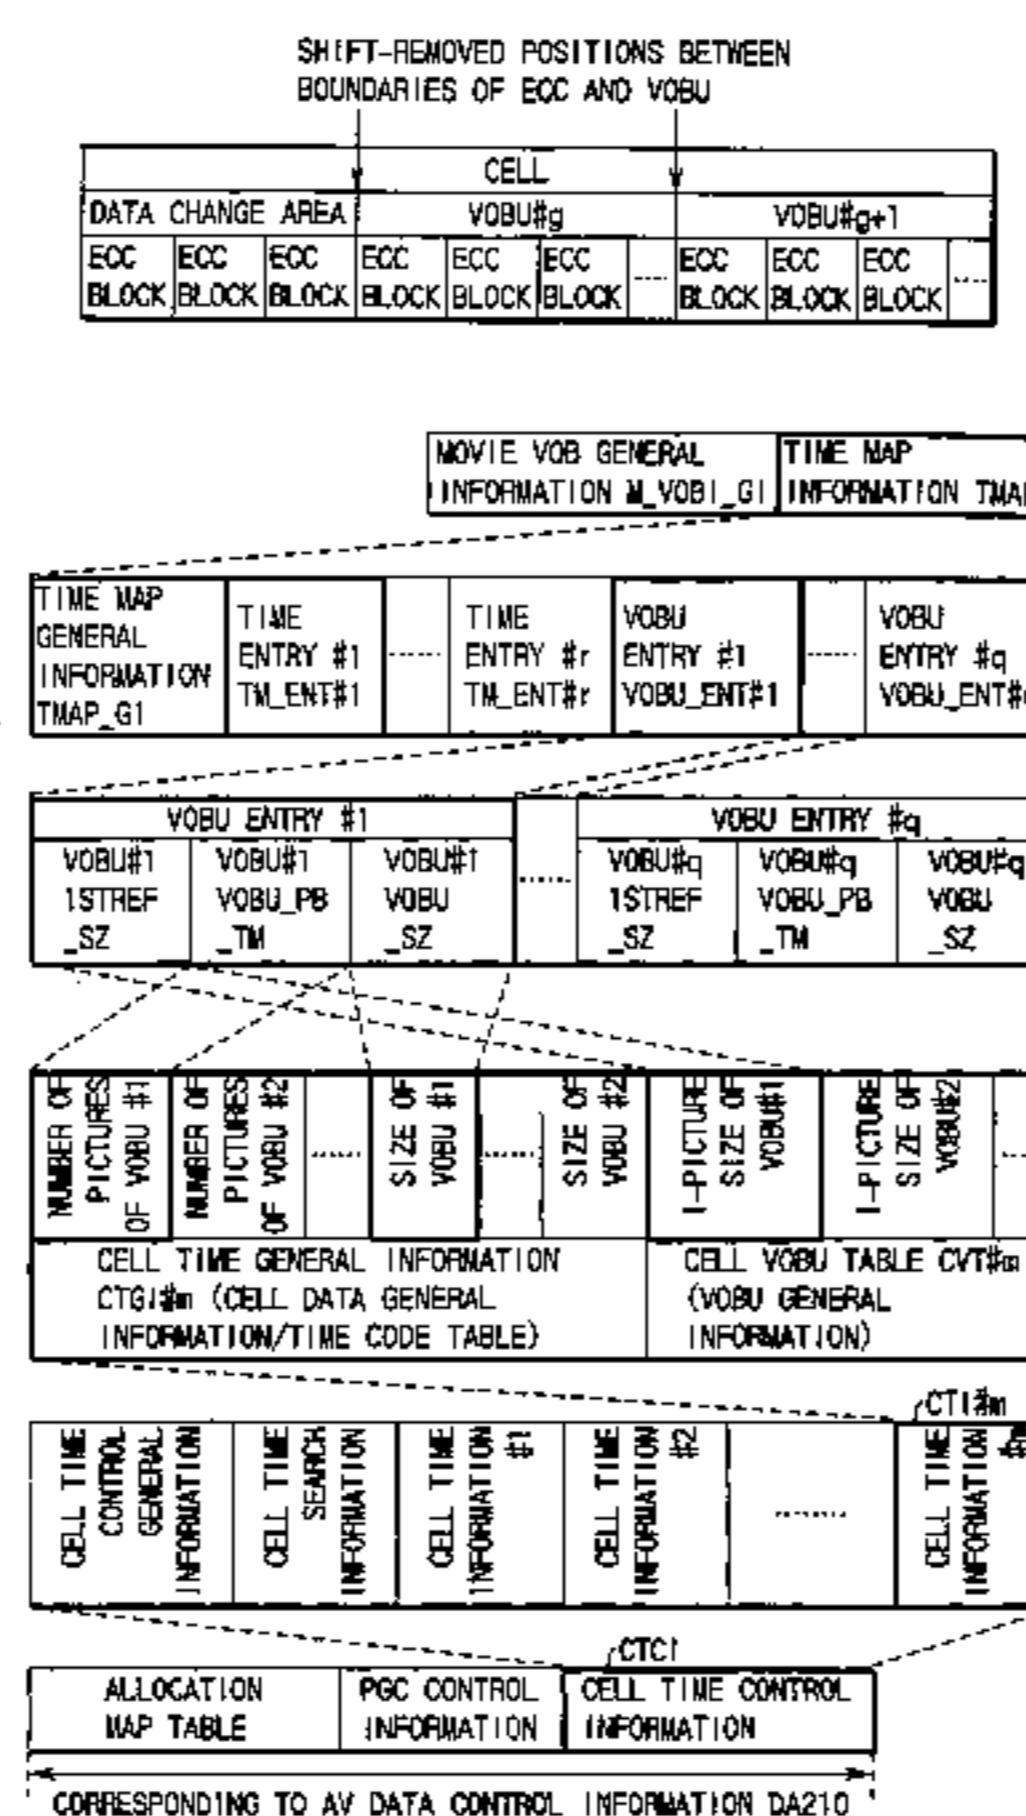 SHIFT-REMOVED POSITIONS BETWEEN
BOUNDARIES OF ECC AND VOBU
CELL
DATA CHANGE AREA VOBU#g VOBU#g+1
ECC ECC ECC ECC ECC ECC ECC ECC ECC
BLOCK BLOCK BLOCK BLOCK BLOCK BLOCK ..... BLOCK BLOCK BLOCK .....
MOVIE VOB GENERAL
INFORMATION M_VOBI_GI
TIME MAP
INFORMATION
TIME MAP
GENERAL
INFORMATION
TMAP_GI
TIME
ENTRY #1
TM_ENT#1
......
TIME
ENTRY #r
TM_ENT#r
VOBU
ENTRY #1
VOBU_ENT#1
......
VOBU
ENTRY #q
VOBU_ENT#
VOBU ENTRY #1
VOBU#1
1STREF
_SZ
VOBU#1
VOBU_PB
_TM
VOBU#1
VOBU
_SZ
......
VOBU ENTRY #q
VOBU#q
1STREF
_SZ
VOBU#q
VOBU_PB
_TM
VOBU#q
VOBU
_SZ
NUMBER OF
PICTURES
OF VOBU #1
NUMBER OF
PICTURES
OF VOBU #2
......
SIZE OF
VOBU #1
......
SIZE OF
VOBU #2
I-PICTURE
SIZE OF
VOBU#1
I-PICTURE
SIZE OF
VOBU#2
CELL TIME GENERAL INFORMATION
CTGI#m (CELL DATA GENERAL
INFORMATION/TIME CODE TABLE)
CELL VOBU TABLE CVT#m
(VOBU GENERAL
INFORMATION)
CTI#m
CELL TIME
CONTROL
GENERAL
INFORMATION
CELL TIME
SEARCH
INFORMATION
CELL TIME
INFORMATION
#1
CELL TIME
INFORMATION
#2
......
CELL TIME
INFORMATION
CTCI
ALLOCATION
MAP TABLE
PGC CONTROL
INFORMATION
CELL TIME CONTROL
INFORMATION
CORRESPONDING TO AV DATA CONTROL INFORMATION DA210